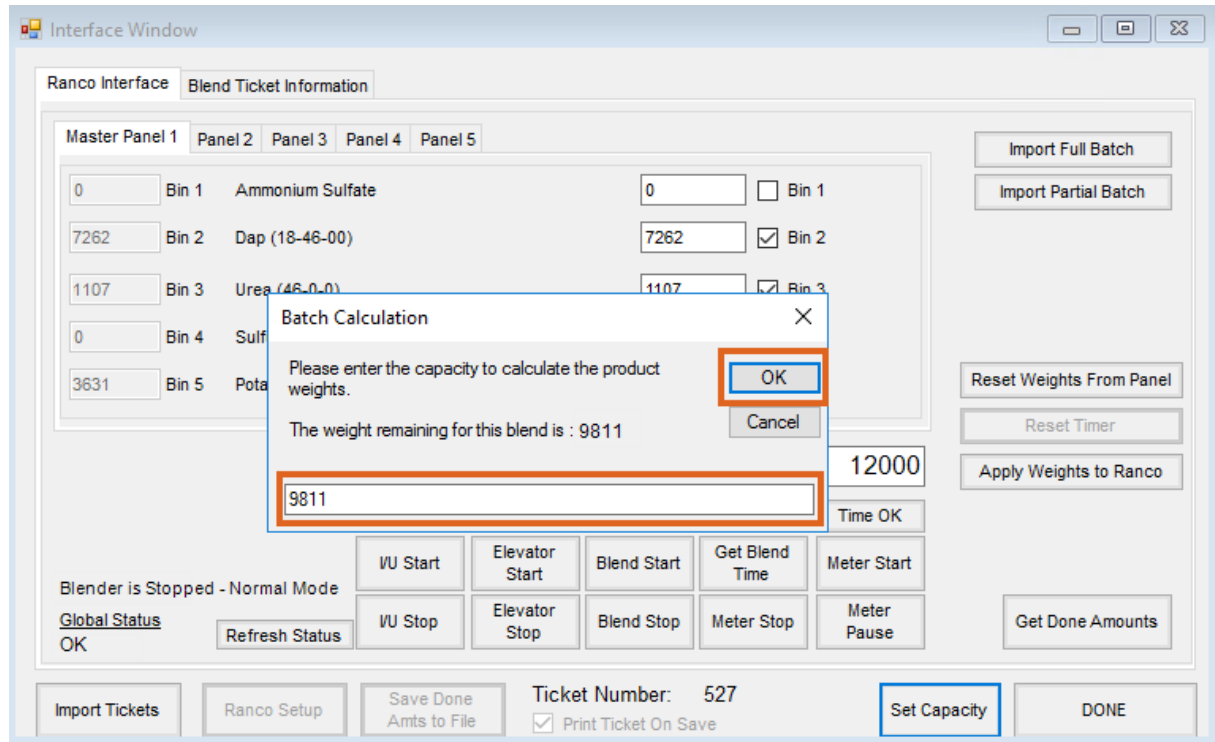 Interface Window
Ranco Interface Blend Ticket Information
Master Panel 1 Panel 2 Panel 3 Panel 4 Panel 5
Import Full Batch
0 Bin 1 Ammonium Sulfate 0 Bin 1
Import Partial Batch
7262 Bin 2 Dap (18-46-00) 7262 Bin 2
1107 Bin 3 Urea (46-0-0) 1107 Bin 3
Batch Calculation
0 Bin 4 Sulf
Please enter the capacity to calculate the product
weights.
OK
3631 Bin 5 Pota
Reset Weights From Panel
The weight remaining for this blend is : 9811
Cancel
Reset Timer
12000
Apply Weights to Ranco
9811
Time OK
I/U Start Elevator Start Blend Start Get Blend Time Meter Start
Blender is Stopped - Normal Mode
Global Status
OK
Refresh Status
I/U Stop Elevator Stop Blend Stop Meter Stop Meter Pause
Get Done Amounts
Import Tickets Ranco Setup Save Done Amts to File
Ticket Number: 527
Print Ticket On Save
Set Capacity DONE